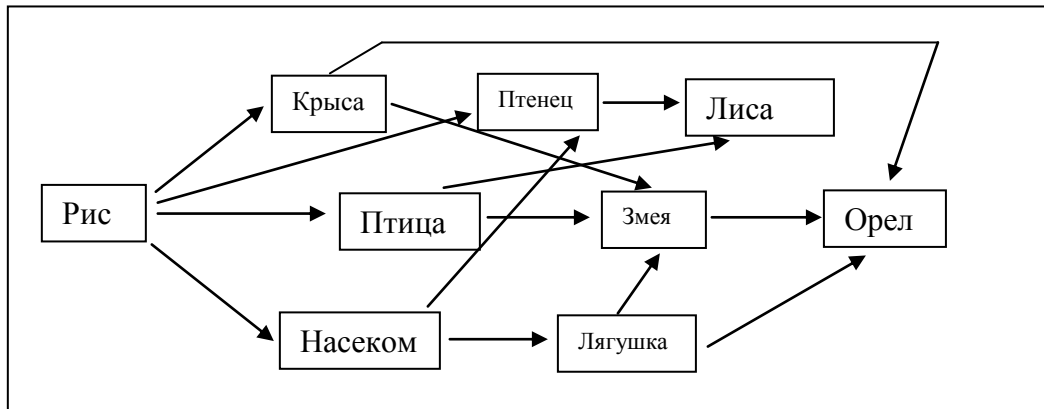 Крыса
Птенец
Лиса
Рис
Птица
Змея
Орел
Насеком
Лягушка